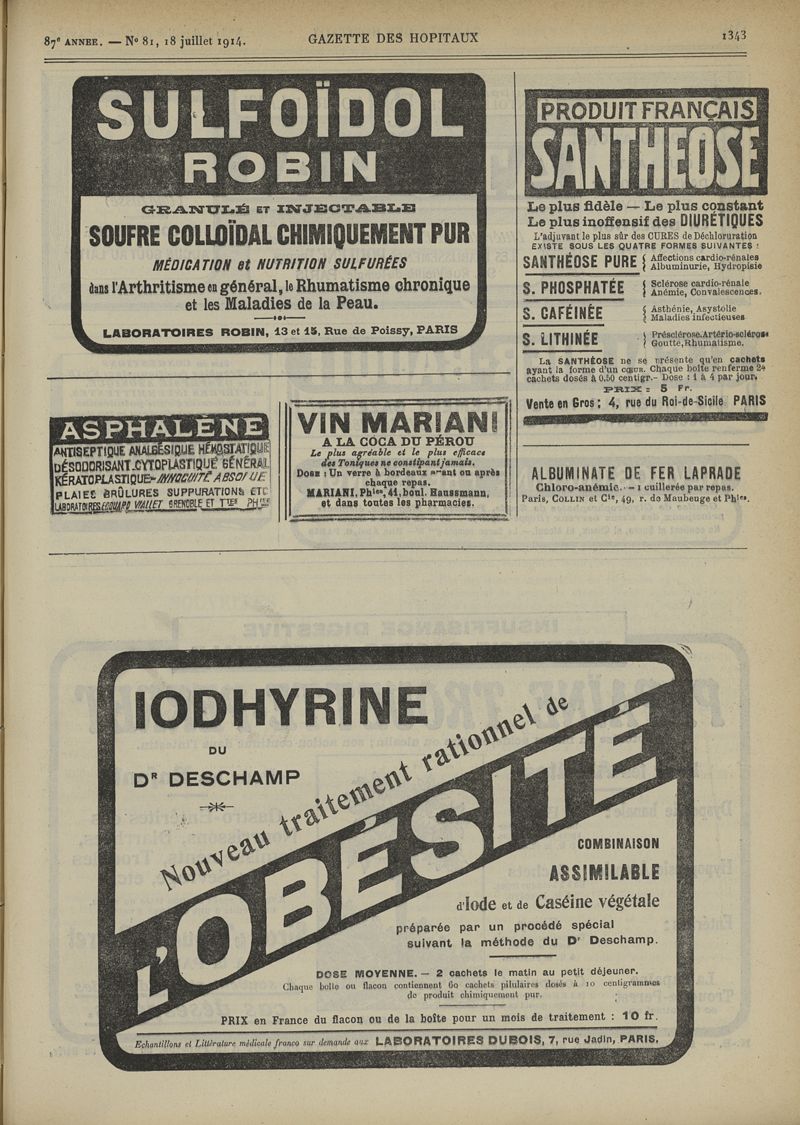 87e ANNEE. — No 81, 18 juillet 1914.
GAZETTE DES HOPITAUX
1343
SULFOÏDOL
ROBIN
GRANULÉ ET INJECTABLE
SOUFRE COLLOÏDAL CHIMIQUEMENT PUR
MÉDICATION et NUTRITION SULFURÉES
dans l'Arthritisme en général, le Rhumatisme chronique
et les Maladies de la Peau.
LABORATOIRES ROBIN, 13 et 15, Rue de Poissy, PARIS
PRODUIT FRANÇAIS
SANTHEOSE
Le plus fidèle — Le plus constant
Le plus inoffensif des DIURÉTIQUES
L'adjuvant le plus sûr des CURES de Déchloruration
EXISTE SOUS LES QUATRE FORMES SUIVANTES :
SANTHÉOSE PURE { Affections cardio-rénales
Albuminurie, Hydropisie
S. PHOSPHATÉE { Sclérose cardio-rénale
Anémie, Convalescences.
S. CAFÉINÉE { Asthénie, Asystolie
Maladies infectieuses
S. LITHINÉE { Présclérose, Artério-sclérose
Goutte, Rhumatisme.
La SANTHÉOSE ne se présente qu'en cachets
ayant la forme d'un cœur. Chaque boîte renferme 24
cachets dosés à 0,50 centigr. - Dose : 1 à 4 par jour.
PRIX : 5 Fr.
Vente en Gros : 4, rue du Roi-de-Sicile PARIS
ASPHALÈNE
ANTISEPTIQUE ANALGÉSIQUE HÉMOSTATIQUE
DÉSODORISANT. CYTOPLASTIQUE GÉNÉRAL
KÉRATOPLASTIQUE - INNOCUITÉ ABSOLUE
PLAIES BRÛLURES SUPPURATIONS ETC
LABORATOIRES EDOUARD VIALLET GRENOBLE ET TTES PHCIES
VIN MARIANI
A LA COCA DU PÉROU
Le plus agréable et le plus efficace
des Toniques ne constipant jamais.
DOSE : Un verre à bordeaux avant ou après
chaque repas.
MARIANI, Phien, 41, boul. Haussmann,
et dans toutes les pharmacies.
ALBUMINATE DE FER LAPRADE
Chloro-anémie. — 1 cuillerée par repas.
Paris, COLLIN et Cie, 49, r. de Maubeuge et Phies.
IODHYRINE
DU
DR DESCHAMP
Nouveau traitement rationnel de
L'OBÉSITÉ
COMBINAISON
ASSIMILABLE
d'Iode et de Caséine végétale
préparée par un procédé spécial
suivant la méthode du Dr Deschamp.
DOSE MOYENNE. — 2 cachets le matin au petit déjeuner.
Chaque boîte ou flacon contiennent 60 cachets pilulaires dosés à 10 centigrammes
de produit chimiquement pur.
PRIX en France du flacon ou de la boîte pour un mois de traitement : 10 fr.
Echantillons et Littérature médicale franco sur demande aux LABORATOIRES DUBOIS, 7, rue Jadin, PARIS.